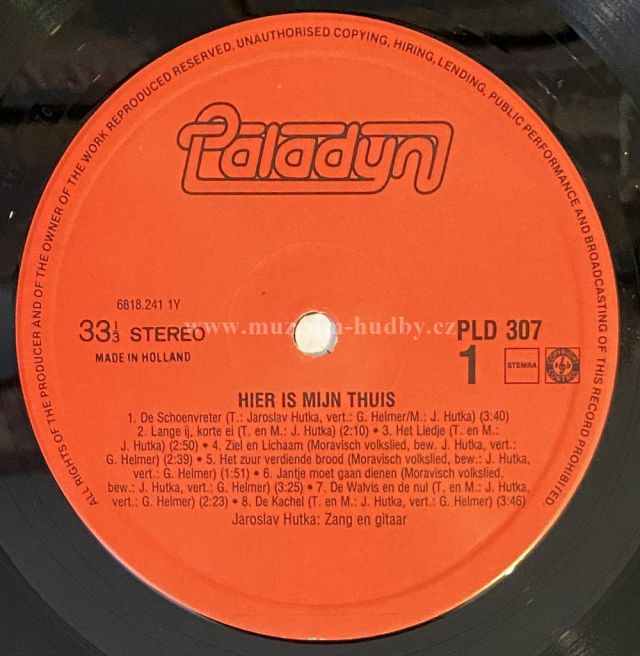 ALL RIGHTS OF THE PRODUCER AND OF THE OWNER OF THE WORK REPRODUCED RESERVED. UNAUTHORISED COPYING, HIRING, LENDING, PUBLIC PERFORMANCE AND BROADCASTING OF THIS RECORD PROHIBITED.
Paladyn
6818.241 1Y
33⅓ STEREO
MADE IN HOLLAND
www.muzeum-hudby.cz
PLD 307
1
STEMRA
COPYRIGHT CONTROL
HIER IS MIJN THUIS
1. De Schoenvreter (T.: Jaroslav Hutka, vert.: G. Helmer/M.: J. Hutka) (3:40)
2. Lange ij, korte ei (T. en M.: J. Hutka) (2:10) • 3. Het Liedje (T. en M.:
J. Hutka) (2:50) • 4. Ziel en Lichaam (Moravisch volkslied, bew. J. Hutka, vert.:
G. Helmer) (2:39) • 5. Het zuur verdiende brood (Moravisch volkslied, bew.: J. Hutka,
vert.: G. Helmer) (1:51) • 6. Jantje moet gaan dienen (Moravisch volkslied,
bew.: J. Hutka, vert.: G. Helmer) (3:25) • 7. De Walvis en de nul (T. en M.: J. Hutka,
vert.: G. Helmer) (2:23) • 8. De Kachel (T. en M.: J. Hutka, vert.: G. Helmer) (3:46)
Jaroslav Hutka: Zang en gitaar